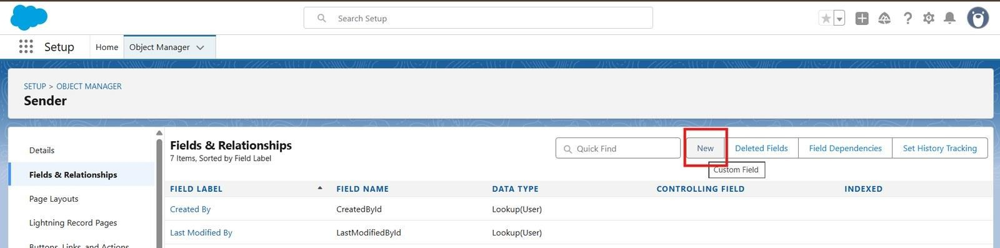 Search Setup
Setup Home Object Manager
SETUP > OBJECT MANAGER
Sender
Details
Fields & Relationships
Page Layouts
Lightning Record Pages
Buttons, Links, and Actions
Fields & Relationships
7 Items, Sorted by Field Label
Quick Find New Deleted Fields Field Dependencies Set History Tracking
Custom Field
FIELD LABEL FIELD NAME DATA TYPE CONTROLLING FIELD INDEXED
Created By CreatedById Lookup(User)
Last Modified By LastModifiedById Lookup(User)